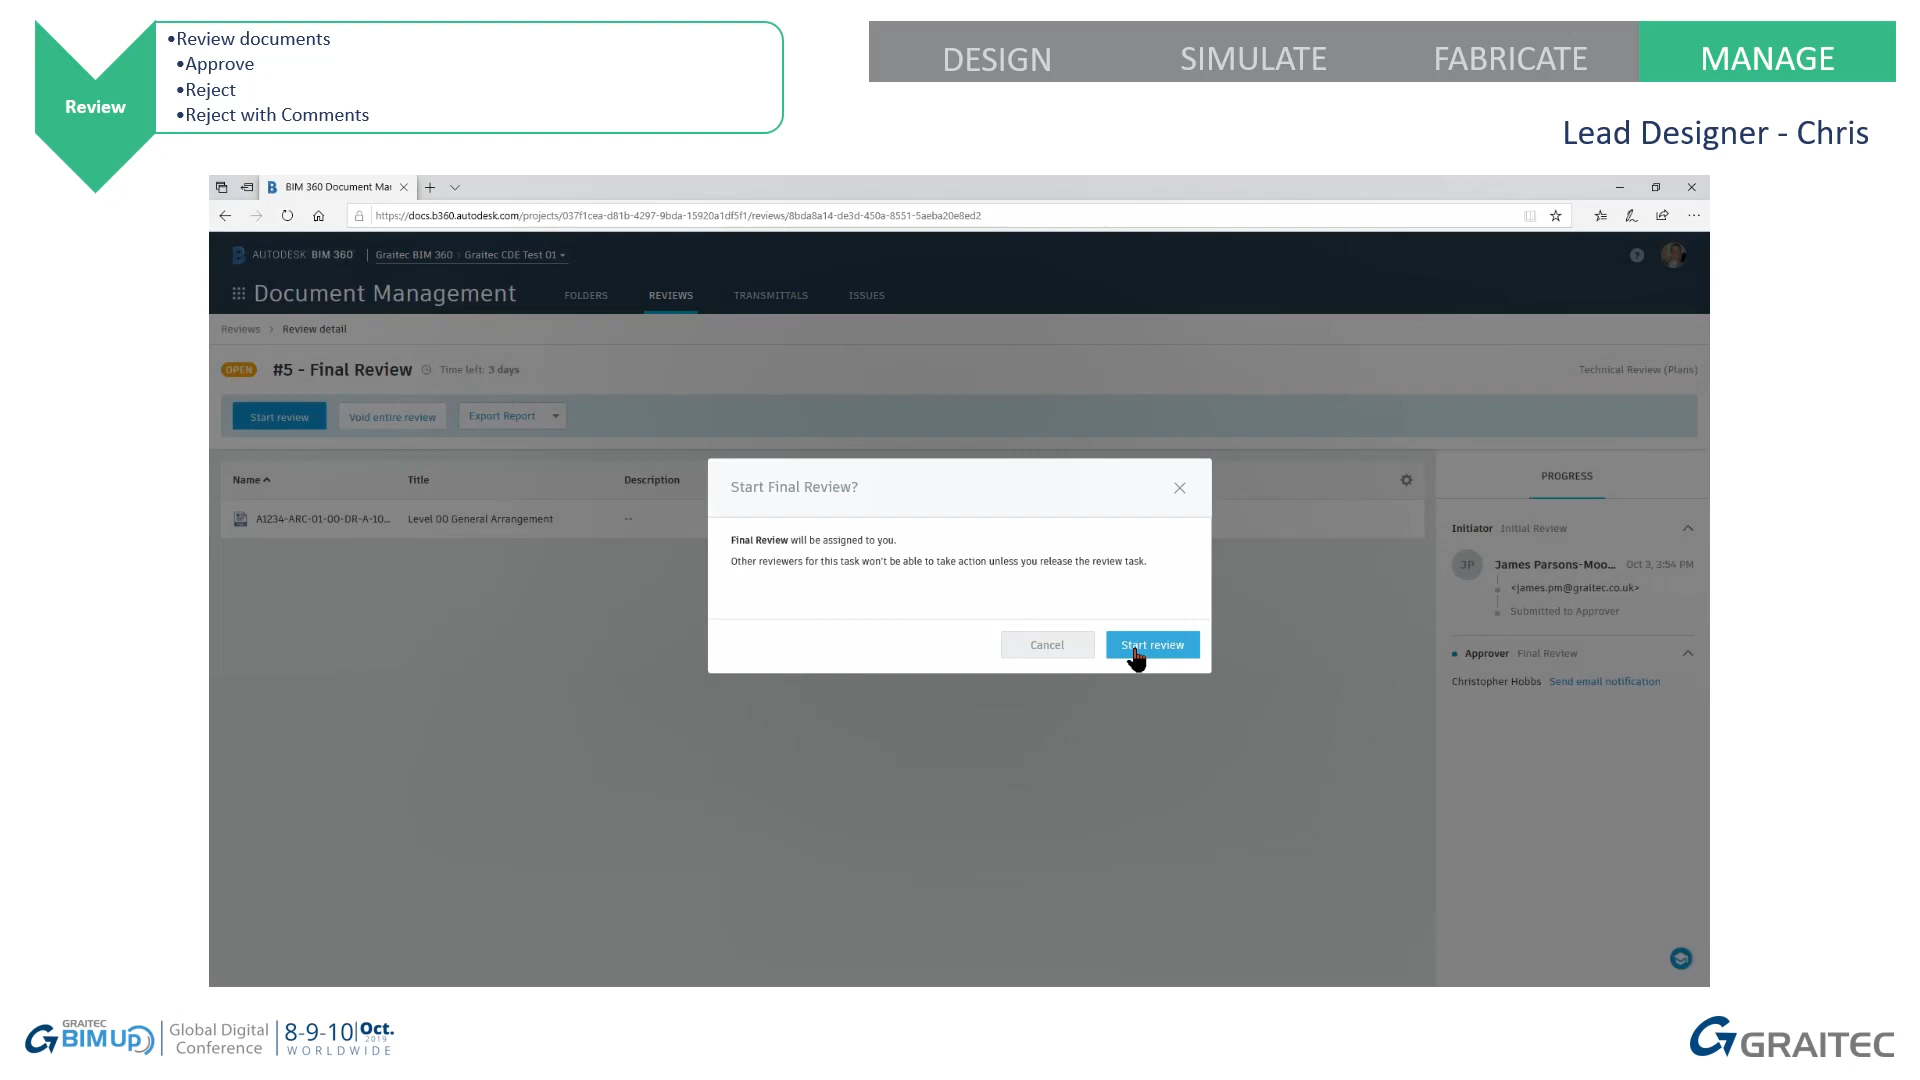 Review
•Review documents
•Approve
•Reject
•Reject with Comments
DESIGN
SIMULATE
FABRICATE
MANAGE
Lead Designer - Chris
BIM 360 Document Mai
https://docs.b360.autodesk.com/projects/037f1cea-d81b-4297-9bda-15920a1df5f1/reviews/8bda8a14-de3d-450a-8551-5aeba20e8ed2
AUTODESK BIM 360
Graitec BIM 360 > Graitec CDE Test 01
Document Management
FOLDERS
REVIEWS
TRANSMITTALS
ISSUES
Reviews > Review detail
OPEN #5 - Final Review Time left: 3 days
Technical Review (Plans)
Start review
Void entire review
Export Report
Name
Title
Description
A1234-ARC-01-00-DR-A-10...
Level 00 General Arrangement
--
Start Final Review?
Final Review will be assigned to you.
Other reviewers for this task won't be able to take action unless you release the review task.
Cancel
Start review
PROGRESS
Initiator Initial Review
JP
James Parsons-Moo... Oct 3, 3:54 PM
<james.pm@graitec.co.uk>
Submitted to Approver
Approver Final Review
Christopher Hobbs Send email notification
GRAITEC
BIMUp
Global Digital
Conference
8-9-10 Oct.
2019
WORLDWIDE
GRAITEC